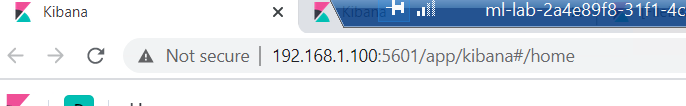 Kibana
Kibana
ml-lab-2a4e89f8-31f1-4c
Not secure | 192.168.1.100:5601/app/kibana#/home